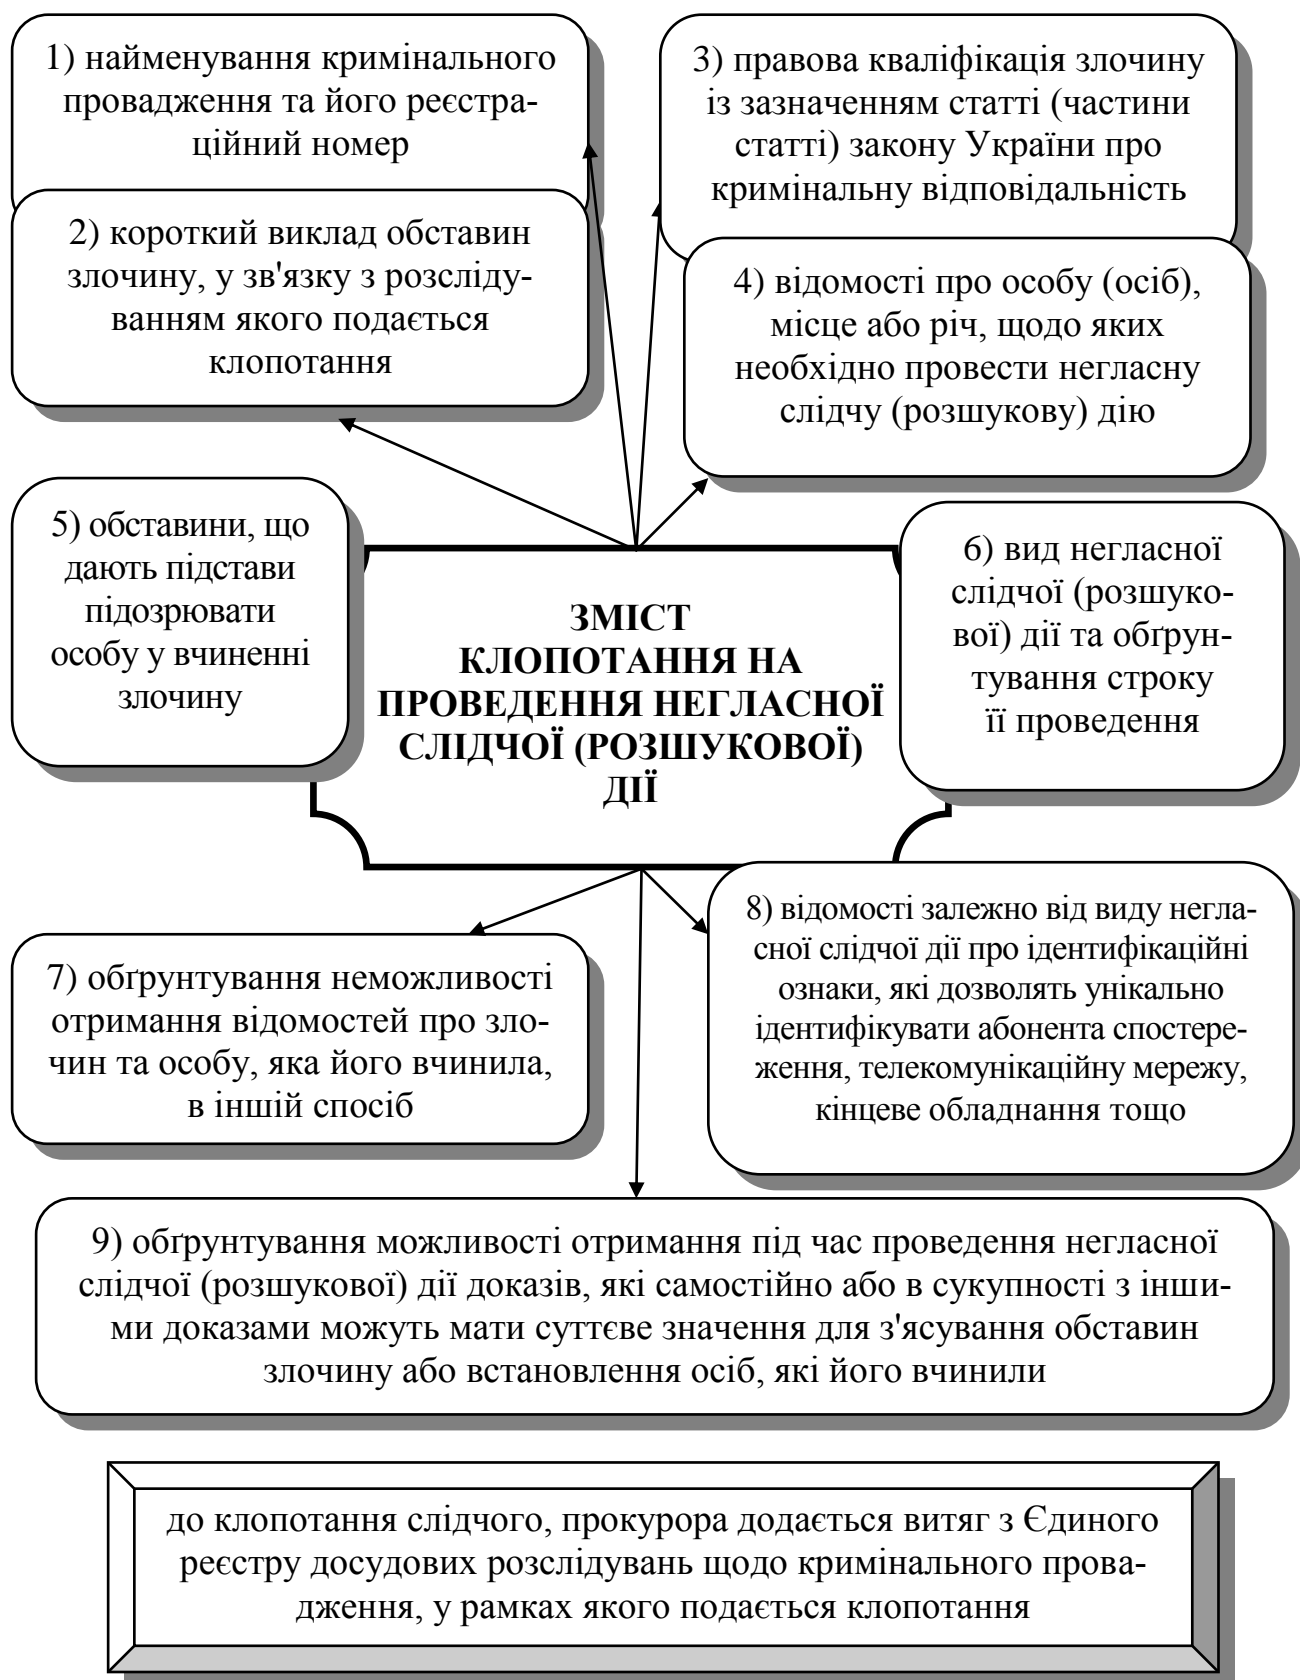 1) найменування кримінального
провадження та його реєстра-
ційний номер
2) короткий виклад обставин
злочину, у зв'язку з розсліду-
ванням якого подається
клопотання
3) правова кваліфікація злочину
із зазначенням статті (частини
статті) закону України про
кримінальну відповідальність
4) відомості про особу (осіб),
місце або річ, щодо яких
необхідно провести негласну
слідчу (розшукову) дію
5) обставини, що
дають підстави
підозрювати
особу у вчиненні
злочину
ЗМІСТ
КЛОПОТАННЯ НА
ПРОВЕДЕННЯ НЕГЛАСНОЇ
СЛІДЧОЇ (РОЗШУКОВОЇ)
ДІЇ
6) вид негласної
слідчої (розшуко-
вої) дії та обґрун-
тування строку
її проведення
7) обґрунтування неможливості
отримання відомостей про зло-
чин та особу, яка його вчинила,
в іншій спосіб
8) відомості залежно від виду негла-
сної слідчої дії про ідентифікаційні
ознаки, які дозволять унікально
ідентифікувати абонента спостере-
ження, телекомунікаційну мережу,
кінцеве обладнання тощо
9) обґрунтування можливості отримання під час проведення негласної
слідчої (розшукової) дії доказів, які самостійно або в сукупності з інши-
ми доказами можуть мати суттєве значення для з'ясування обставин
злочину або встановлення осіб, які його вчинили
до клопотання слідчого, прокурора додається витяг з Єдиного
реєстру досудових розслідувань щодо кримінального прова-
дження, у рамках якого подається клопотання